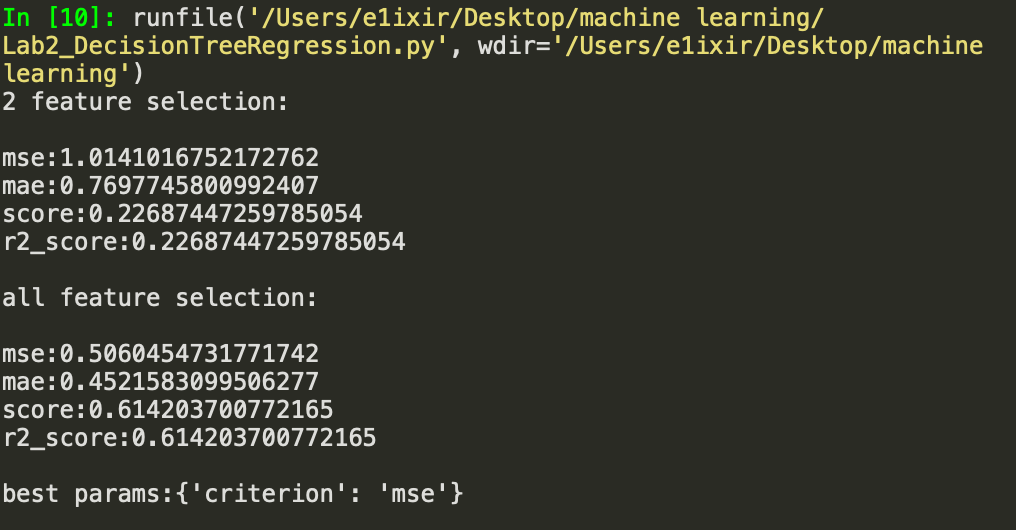 In [10]: runfile('/Users/e1ixir/Desktop/machine learning/
Lab2_DecisionTreeRegression.py', wdir='/Users/e1ixir/Desktop/machine
learning')
2 feature selection:
mse:1.0141016752172762
mae:0.7697745800992407
score:0.22687447259785054
r2_score:0.22687447259785054
all feature selection:
mse:0.5060454731771742
mae:0.4521583099506277
score:0.614203700772165
r2_score:0.614203700772165
best params:{'criterion': 'mse'}